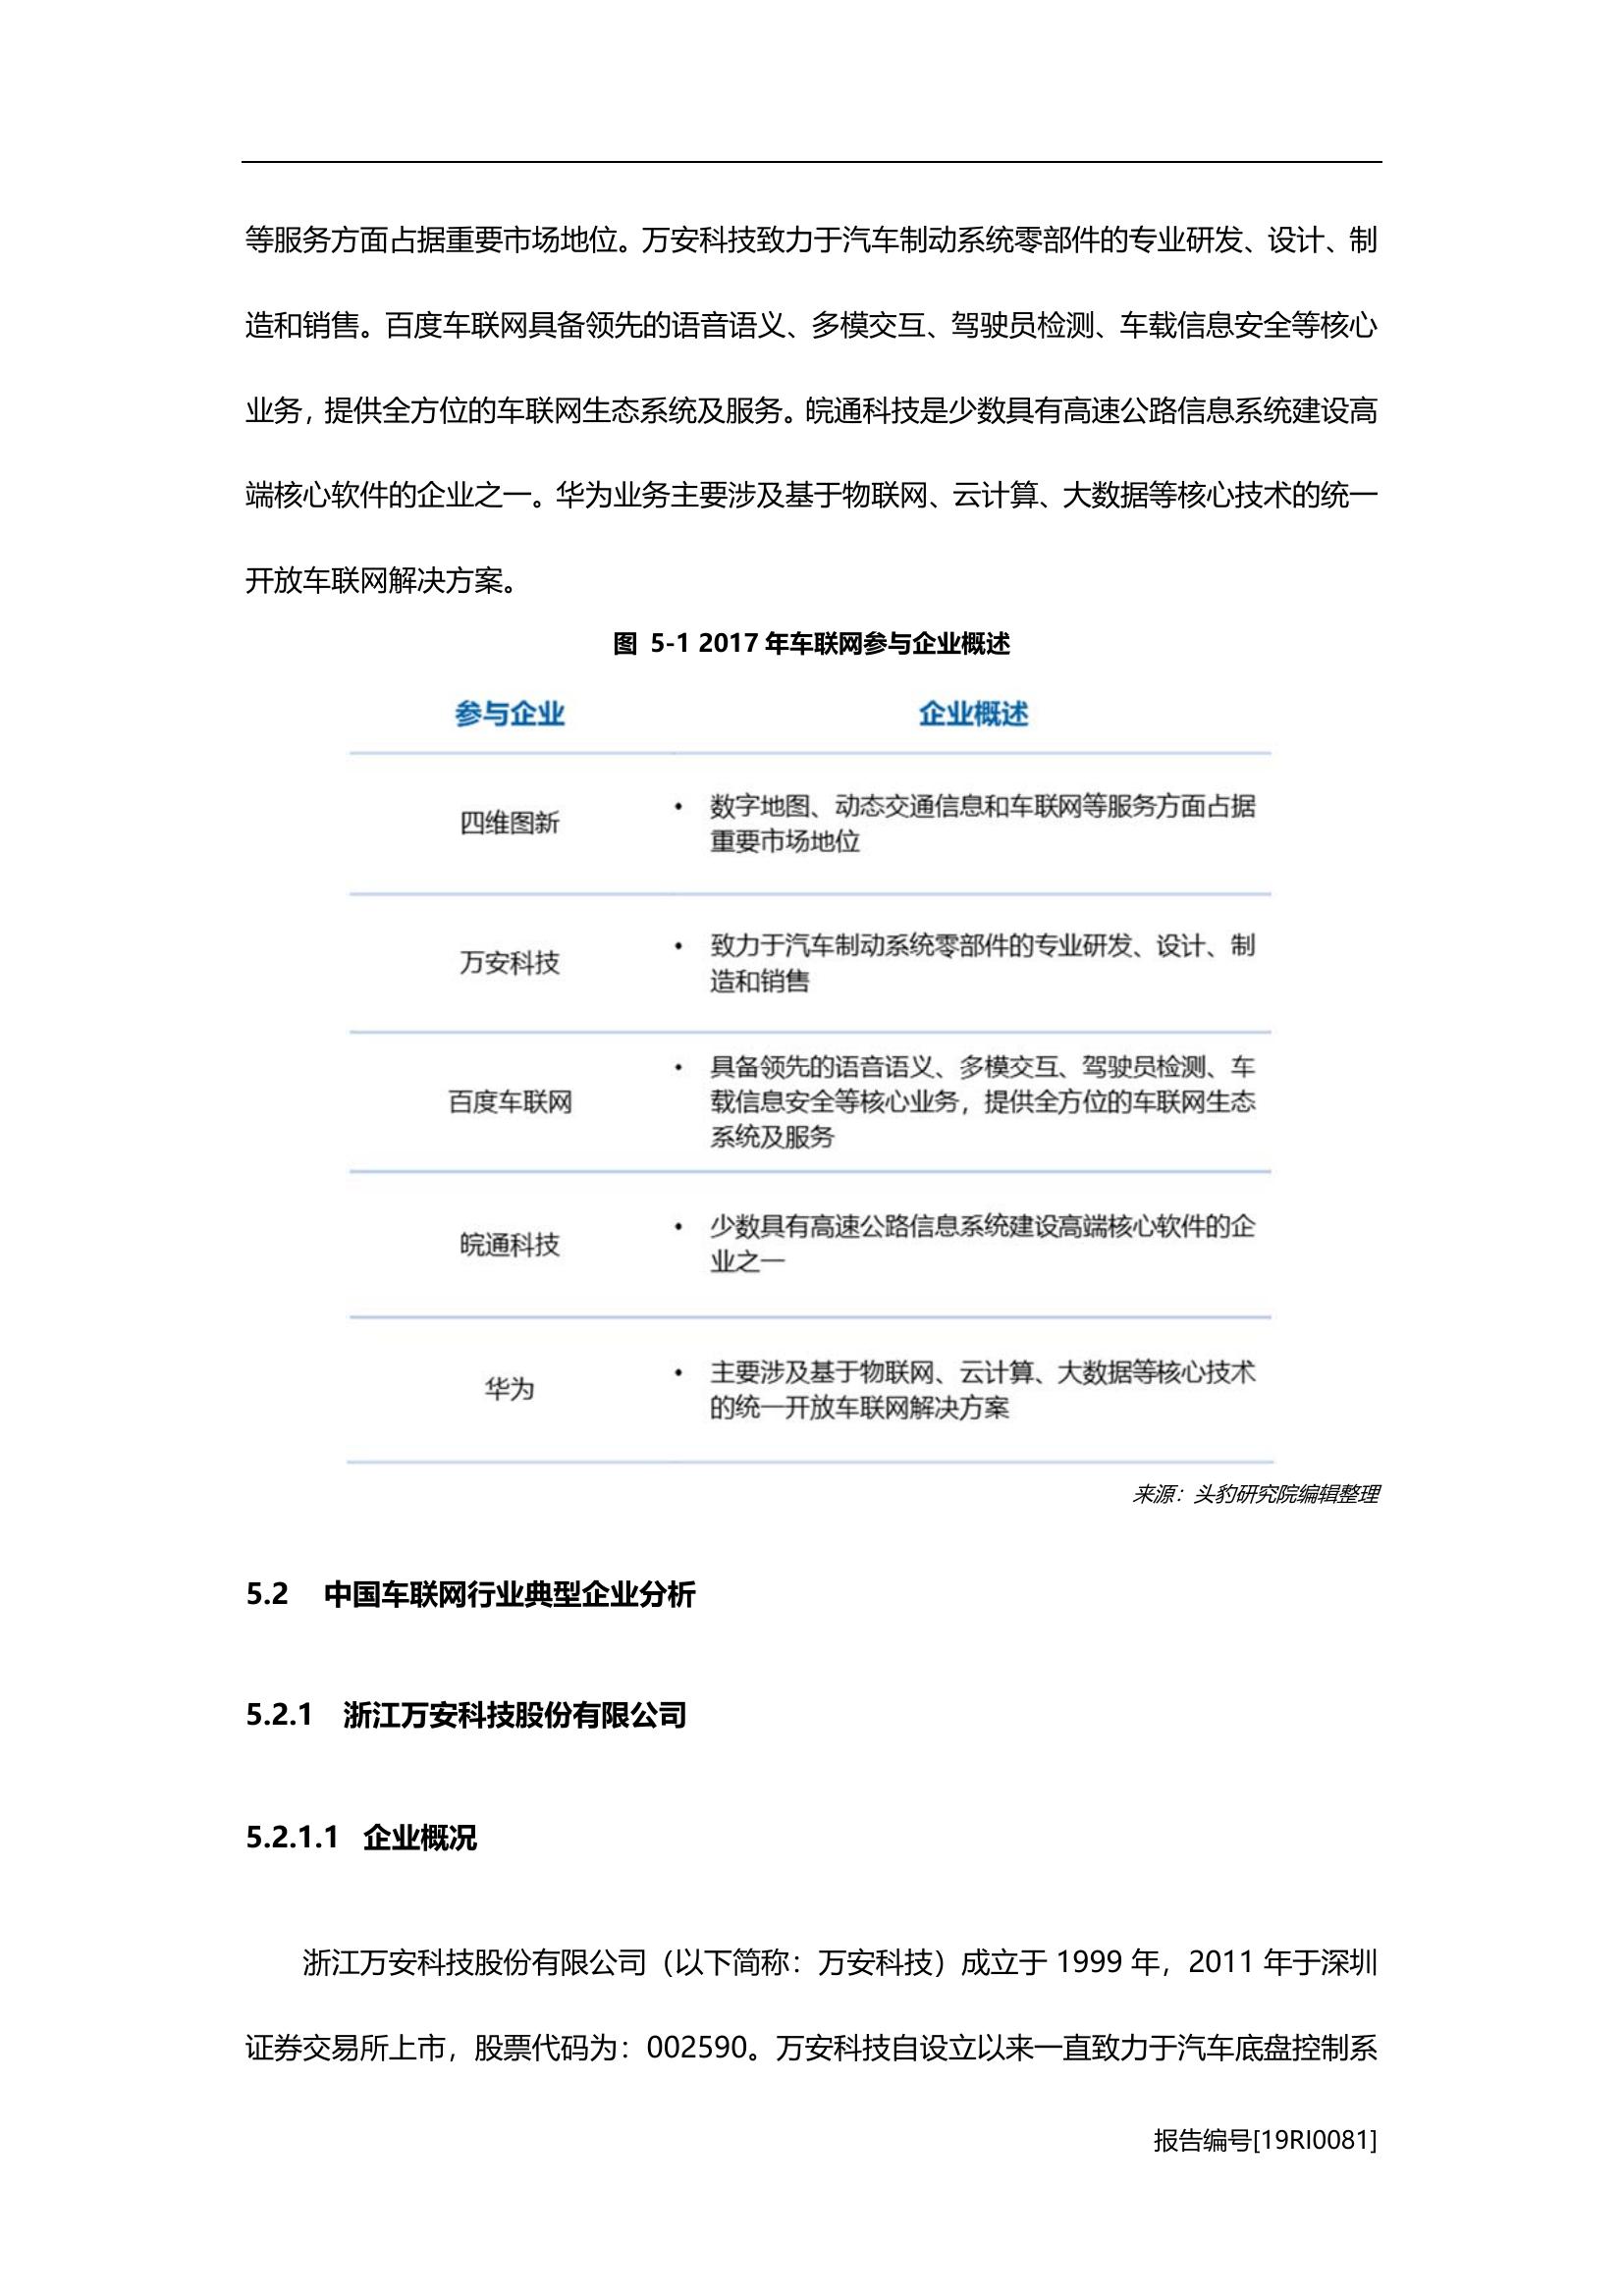 等服务方面占据重要市场地位。万安科技致力于汽车制动系统零部件的专业研发、设计、制
造和销售。百度车联网具备领先的语音语义、多模交互、驾驶员检测、车载信息安全等核心
业务，提供全方位的车联网生态系统及服务。皖通科技是少数具有高速公路信息系统建设高
端核心软件的企业之一。华为业务主要涉及基于物联网、云计算、大数据等核心技术的统一
开放车联网解决方案。
图 5-1 2017 年车联网参与企业概述
参与企业 企业概述
四维图新
• 数字地图、动态交通信息和车联网等服务方面占据
重要市场地位
万安科技
• 致力于汽车制动系统零部件的专业研发、设计、制
造和销售
百度车联网
• 具备领先的语音语义、多模交互、驾驶员检测、车
载信息安全等核心业务，提供全方位的车联网生态
系统及服务
皖通科技
• 少数具有高速公路信息系统建设高端核心软件的企
业之一
华为
• 主要涉及基于物联网、云计算、大数据等核心技术
的统一开放车联网解决方案
来源：头豹研究院编辑整理
5.2 中国车联网行业典型企业分析
5.2.1 浙江万安科技股份有限公司
5.2.1.1 企业概况
浙江万安科技股份有限公司（以下简称：万安科技）成立于 1999 年，2011 年于深圳
证券交易所上市，股票代码为：002590。万安科技自设立以来一直致力于汽车底盘控制系
报告编号[19RI0081]